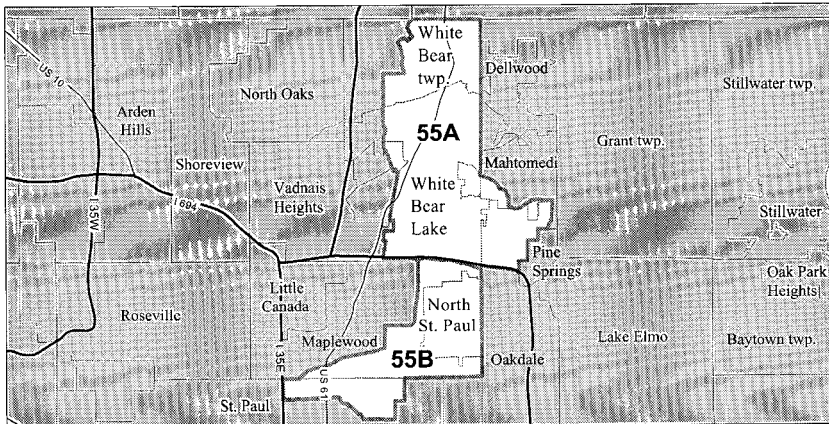 White
Bear
twp.
Dellwood
Stillwater twp.
US 10
North Oaks
Arden
Hills
55A
Grant twp.
Shoreview
Mahtomedi
I 35W
I 694
Vadnais
Heights
White
Bear
Lake
Stillwater
Pine
Springs
Oak Park
Heights
Little
Canada
North
St. Paul
Roseville
Maplewood
Lake Elmo
Baytown twp.
I 35E
55B
Oakdale
US 61
St. Paul